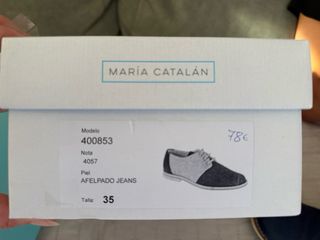 MARÍA CATALÁN
Modelo
400853
Nota
4057
Piel
AFELPADO JEANS
Talla: 35
78€